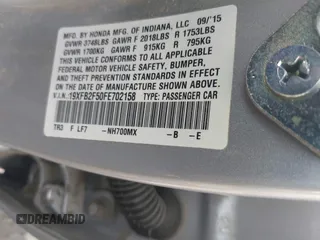 MFD. BY HONDA MFG. OF INDIANA, LLC 09/15
GVWR 3748LBS GAWR F 2018LBS R 1753LBS
GVWR 1700KG GAWR F 915KG R 795KG
THIS VEHICLE CONFORMS TO ALL APPLICABLE
FEDERAL MOTOR VEHICLE SAFETY, BUMPER,
AND THEFT PREVENTION STANDARDS IN EFFECT
ON THE DATE OF MANUFACTURE SHOWN ABOVE.
V.I.N. 19XFB2F50FE702158 TYPE: PASSENGER CAR
TR3 F LF7 -NH700MX -B -E
DREAMBID